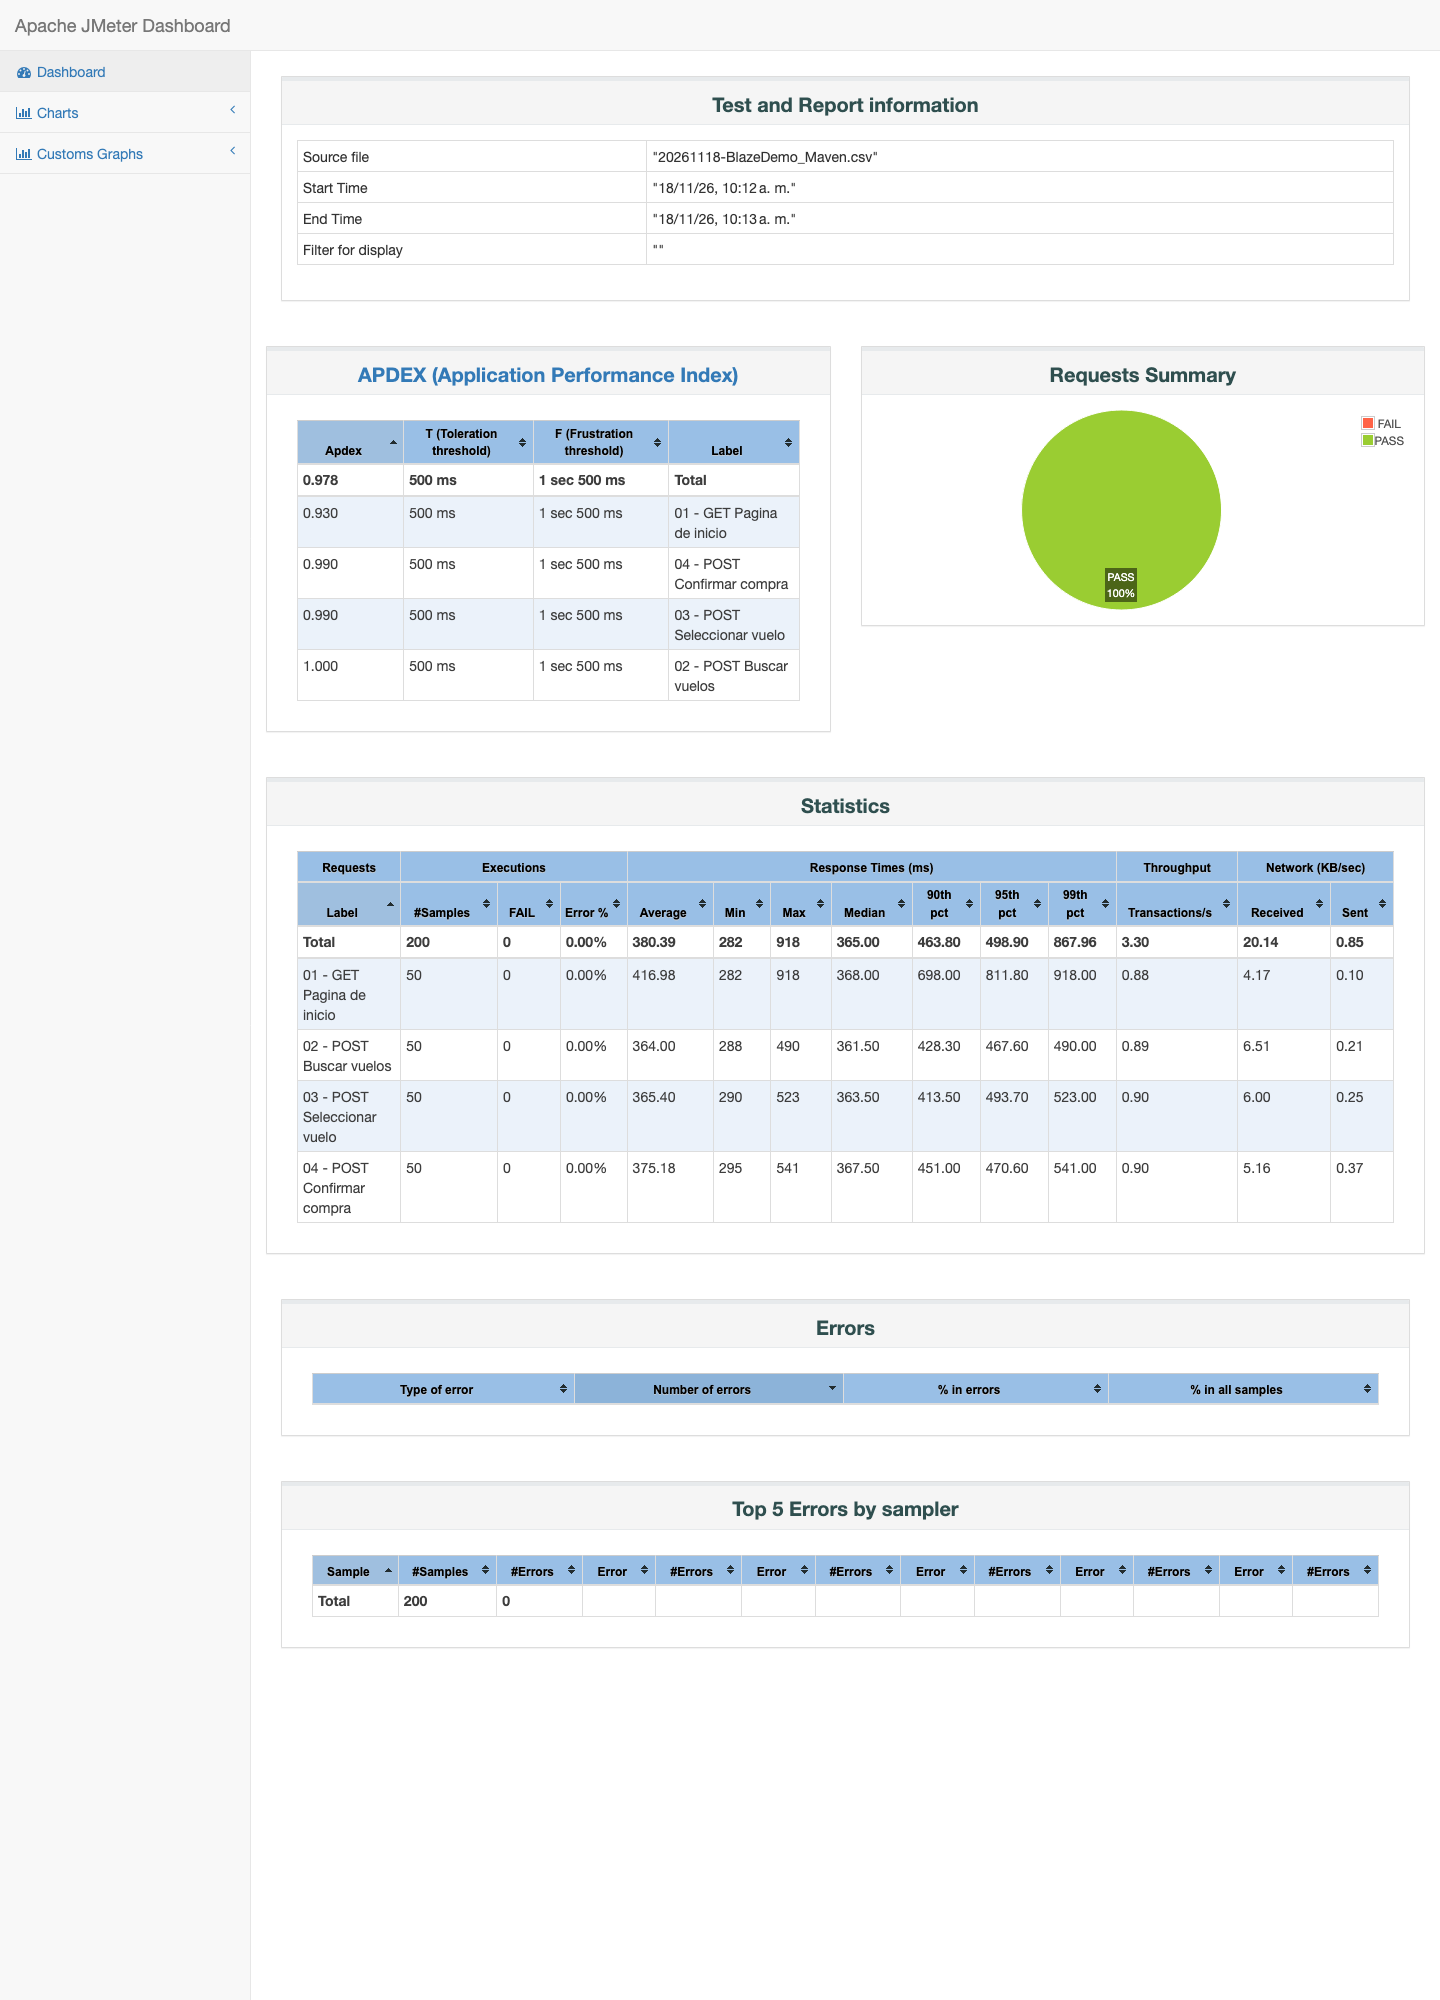 Apache JMeter Dashboard
Dashboard
Charts
Customs Graphs
Test and Report information
Source file "20261118-BlazeDemo_Maven.csv"
Start Time "18/11/26, 10:12 a. m."
End Time "18/11/26, 10:13 a. m."
Filter for display ""
APDEX (Application Performance Index)
Apdex T (Toleration threshold) F (Frustration threshold) Label
0.978 500 ms 1 sec 500 ms Total
0.930 500 ms 1 sec 500 ms 01 - GET Pagina
de inicio
0.990 500 ms 1 sec 500 ms 04 - POST
Confirmar compra
0.990 500 ms 1 sec 500 ms 03 - POST
Seleccionar vuelo
1.000 500 ms 1 sec 500 ms 02 - POST Buscar
vuelos
Requests Summary
FAIL
PASS
PASS
100%
Statistics
Requests Executions Response Times (ms) Throughput Network (KB/sec)
Label #Samples FAIL Error % Average Min Max Median 90th pct 95th pct 99th pct Transactions/s Received Sent
Total 200 0 0.00% 380.39 282 918 365.00 463.80 498.90 867.96 3.30 20.14 0.85
01 - GET 50 0 0.00% 416.98 282 918 368.00 698.00 811.80 918.00 0.88 4.17 0.10
Pagina de
inicio
02 - POST 50 0 0.00% 364.00 288 490 361.50 428.30 467.60 490.00 0.89 6.51 0.21
Buscar vuelos
03 - POST 50 0 0.00% 365.40 290 523 363.50 413.50 493.70 523.00 0.90 6.00 0.25
Seleccionar
vuelo
04 - POST 50 0 0.00% 375.18 295 541 367.50 451.00 470.60 541.00 0.90 5.16 0.37
Confirmar
compra
Errors
Type of error Number of errors % in errors % in all samples
Top 5 Errors by sampler
Sample #Samples #Errors Error #Errors Error #Errors Error #Errors Error #Errors Error #Errors
Total 200 0